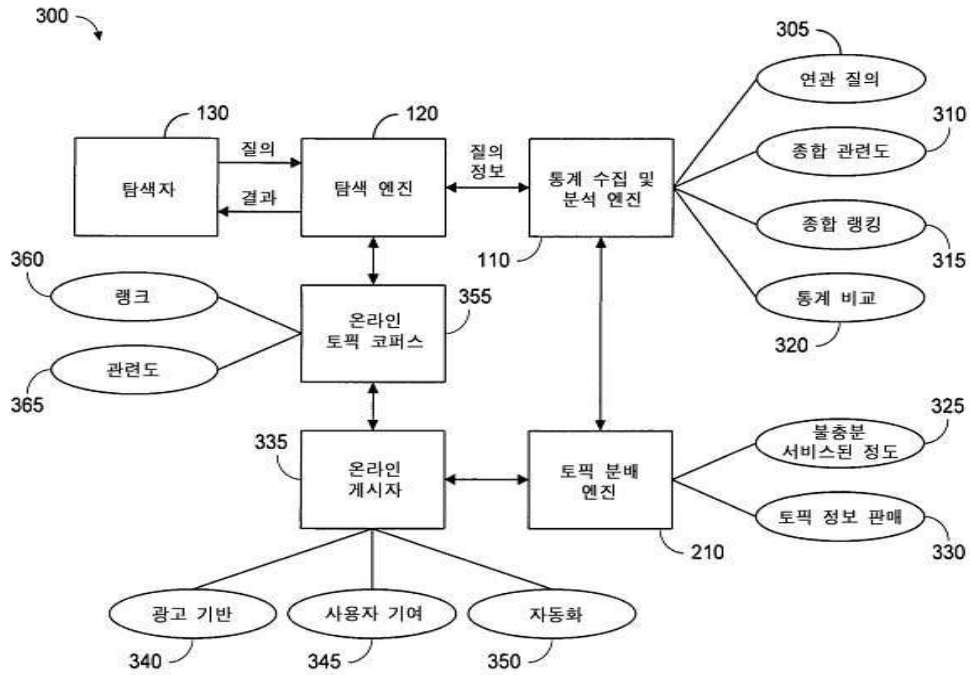 300
305
연관 질의
310
종합 관련도
종합 랭킹
315
통계 비교
320
130
탐색자
질의
결과
120
탐색 엔진
질의
정보
통계 수집 및
분석 엔진
110
360
랭크
관련도
365
온라인
토픽 코퍼스
355
335
온라인
게시자
토픽 분배
엔진
210
불충분
서비스된 정도
325
토픽 정보 판매
330
광고 기반
340
사용자 기여
345
자동화
350